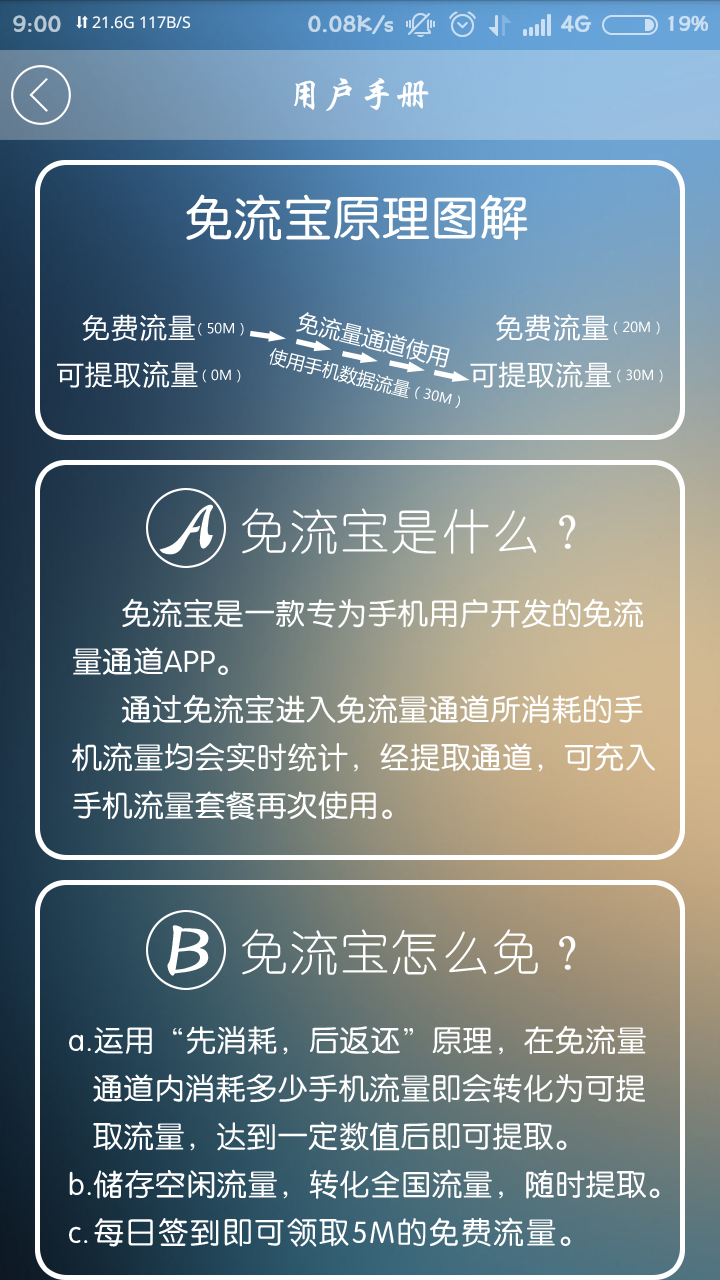 9:00 21.6G 117B/S 0.08K/s 4G 19%
用户手册
免流宝原理图解
免费流量（50M） 免流量通道使用 免费流量（20M）
可提取流量（0M） 使用手机数据流量（30M） 可提取流量（30M）
A 免流宝是什么？
免流宝是一款专为手机用户开发的免流
量通道APP。
通过免流宝进入免流量通道所消耗的手
机流量均会实时统计，经提取通道，可充入
手机流量套餐再次使用。
B 免流宝怎么免？
a.运用“先消耗，后返还”原理，在免流量
通道内消耗多少手机流量即会转化为可提
取流量，达到一定数值后即可提取。
b.储存空闲流量，转化全国流量，随时提取。
c.每日签到即可领取5M的免费流量。